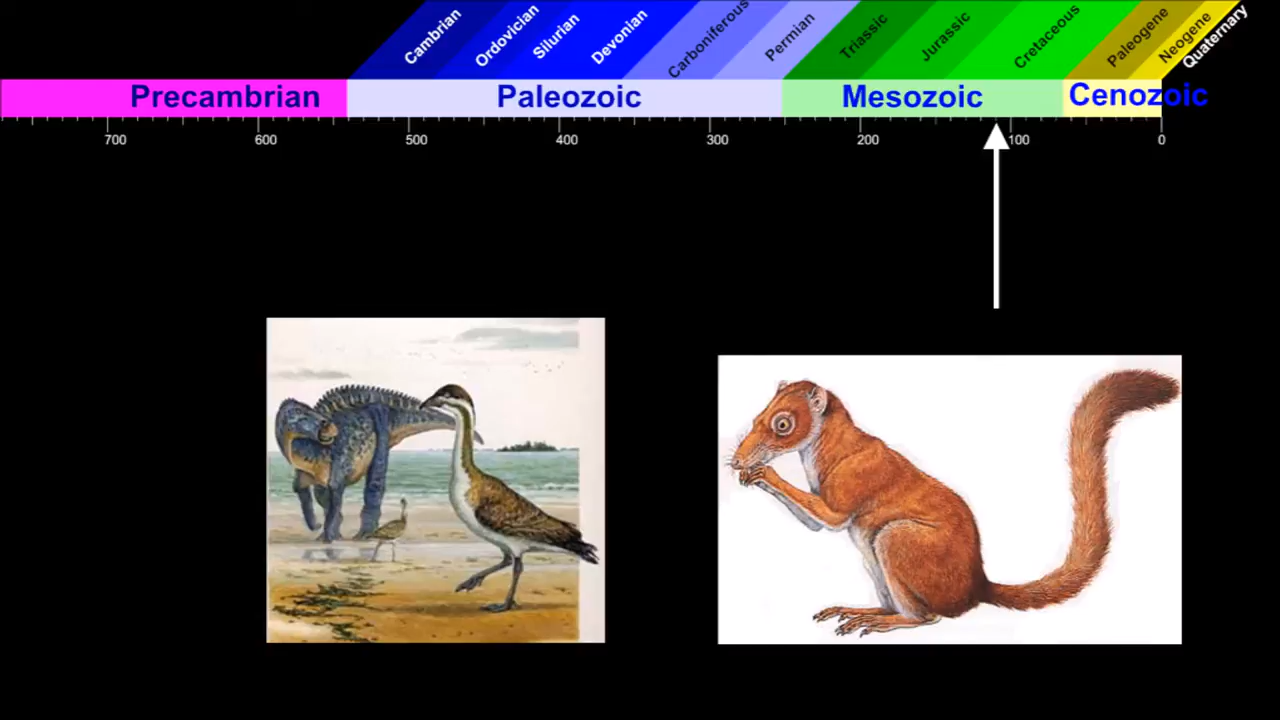 Cambrian Ordovician Silurian Devonian Carboniferous Permian Triassic Jurassic Cretaceous Paleogene Neogene Quaternary
Precambrian Paleozoic Mesozoic Cenozoic
700 600 500 400 300 200 100 0